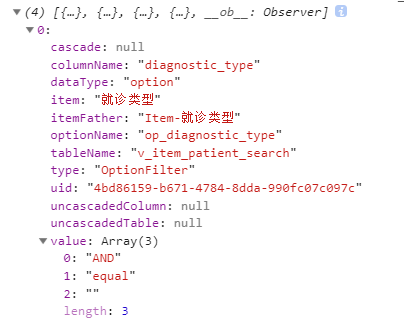 ▼(4) [{…}, {…}, {…}, {…}, __ob__: Observer] i
▼0:
cascade: null
columnName: "diagnostic_type"
dataType: "option"
item: "就诊类型"
itemFather: "Item-就诊类型"
optionName: "op_diagnostic_type"
tableName: "v_item_patient_search"
type: "OptionFilter"
uid: "4bd86159-b671-4784-8dda-990fc07c097c"
uncascadedColumn: null
uncascadedTable: null
▼value: Array(3)
0: "AND"
1: "equal"
2: ""
length: 3